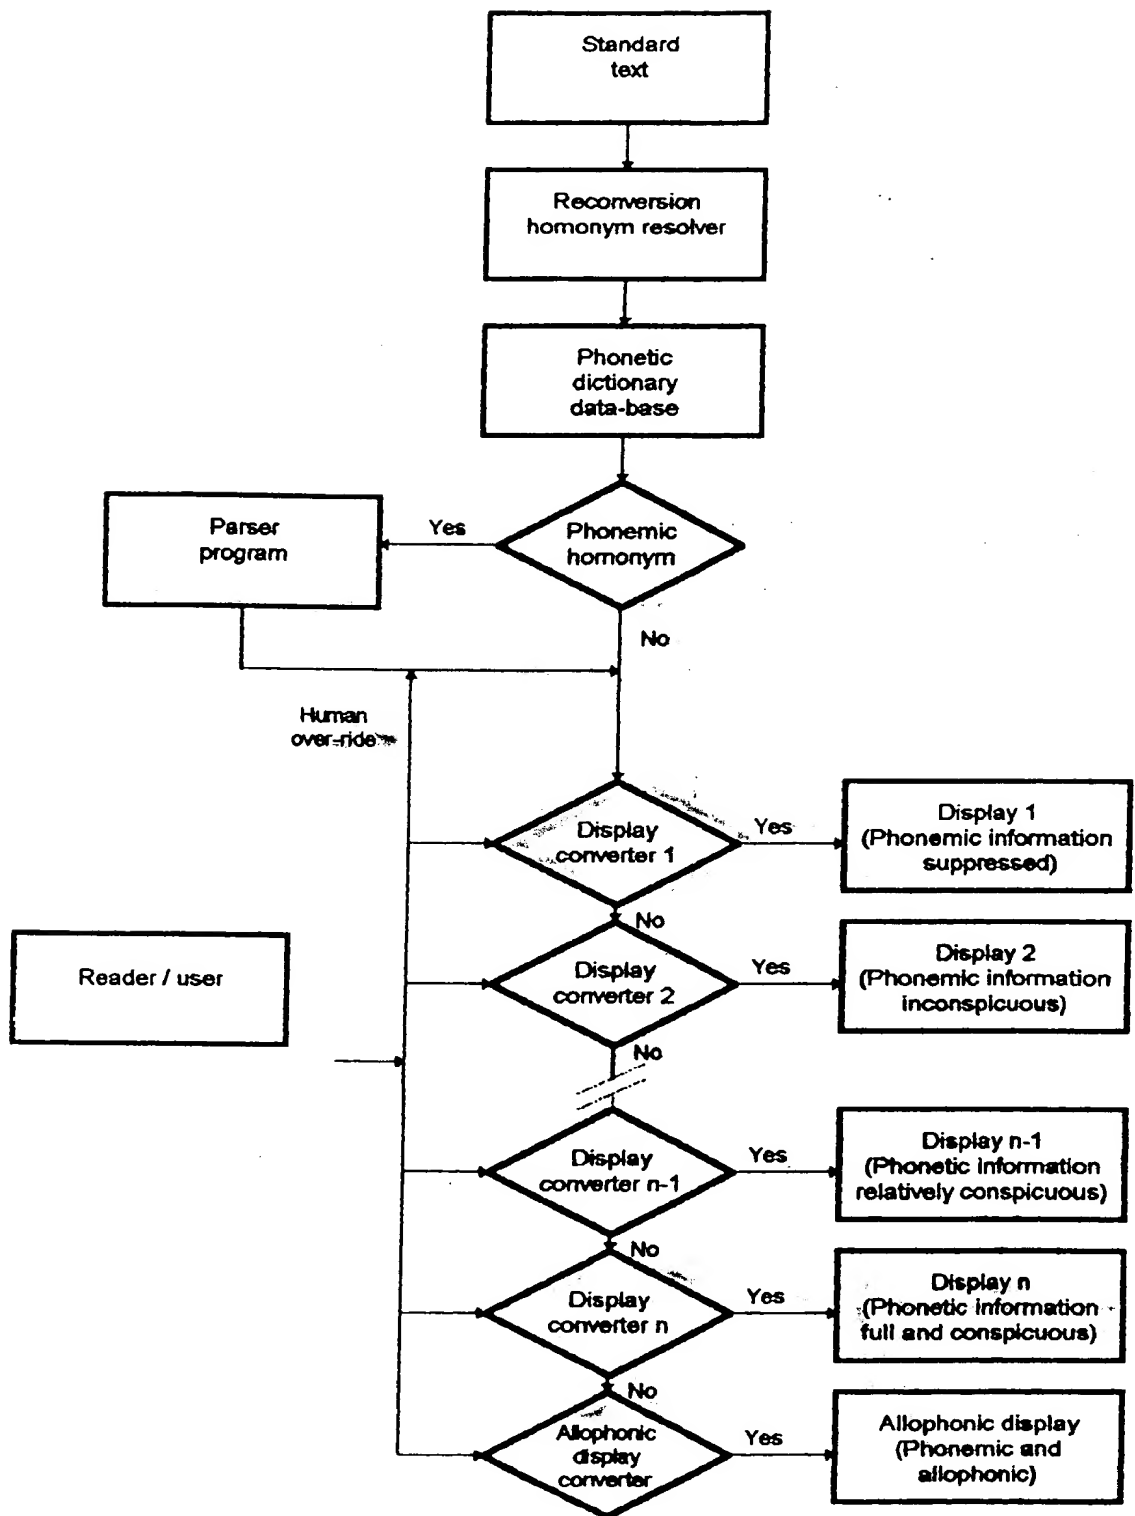 Standard
text
Reconversion
homonym resolver
Phonetic
dictionary
data-base
Parser
program
Yes
Phonemic
homonym
No
Human
over-ride
Display
converter 1
Yes
Display 1
(Phonemic information
suppressed)
No
Reader / user
Display
converter 2
Yes
Display 2
(Phonemic information
inconspicuous)
No
Display
converter n-1
Yes
Display n-1
(Phonetic information
relatively conspicuous)
No
Display
converter n
Yes
Display n
(Phonetic information
full and conspicuous)
No
Allophonic
display
converter
Yes
Allophonic display
(Phonemic and
allophonic)